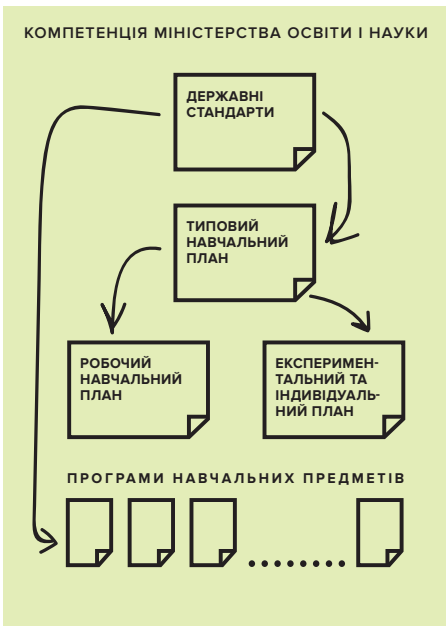 КОМПЕТЕНЦІЯ МІНІСТЕРСТВА ОСВІТИ І НАУКИ
ДЕРЖАВНІ
СТАНДАРТИ
ТИПОВИЙ
НАВЧАЛЬНИЙ
ПЛАН
РОБОЧИЙ
НАВЧАЛЬНИЙ
ПЛАН
ЕКСПЕРИМЕН-
ТАЛЬНИЙ ТА
ІНДИВІДУАЛЬ-
НИЙ ПЛАН
ПРОГРАМИ НАВЧАЛЬНИХ ПРЕДМЕТІВ